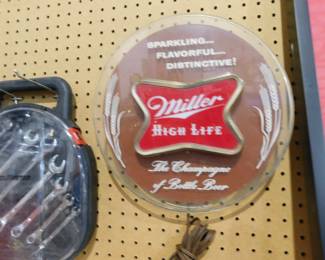 SPARKLING...
FLAVORFUL...
DISTINCTIVE!
Miller
HIGH LIFE
The Champagne
of Bottle Beer